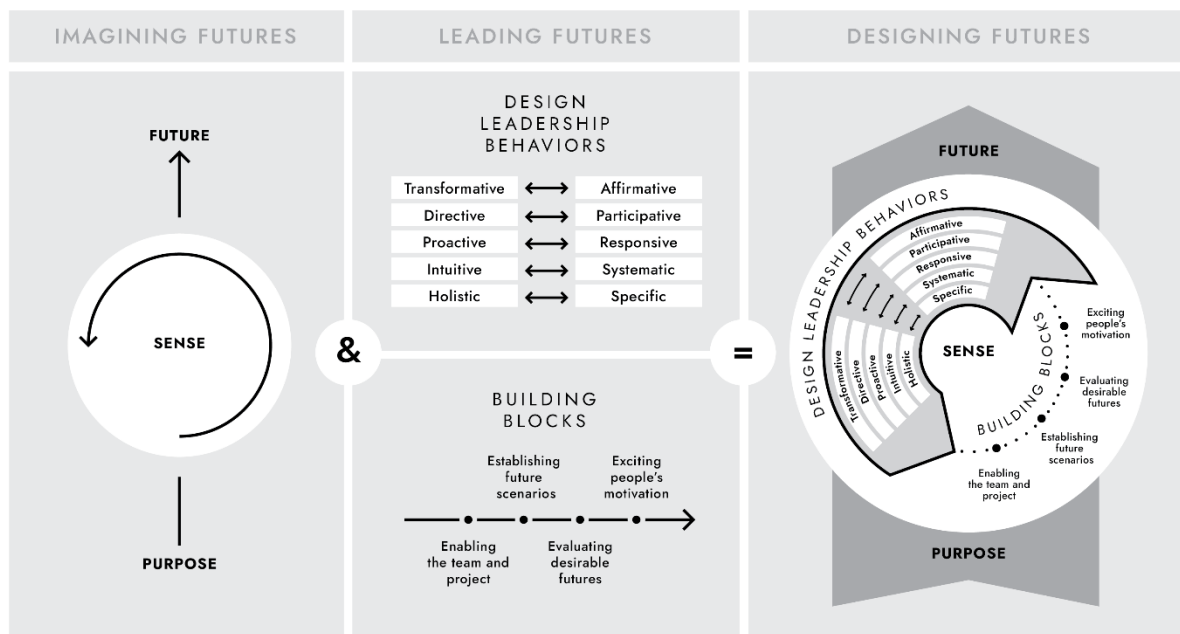 IMAGINING FUTURES
LEADING FUTURES
DESIGNING FUTURES
FUTURE
SENSE
PURPOSE
&
DESIGN
LEADERSHIP
BEHAVIORS
Transformative
Affirmative
Directive
Participative
Proactive
Responsive
Intuitive
Systematic
Holistic
Specific
BUILDING
BLOCKS
Establishing
future
scenarios
Exciting
people's
motivation
Enabling
the team and
project
Evaluating
desirable
futures
=
FUTURE
DESIGN LEADERSHIP BEHAVIORS
Affirmative
Participative
Responsive
Systematic
Specific
Transformative
Directive
Proactive
Intuitive
Holistic
SENSE
BUILDING BLOCKS
Exciting
people's
motivation
Evaluating
desirable
futures
Establishing
future
scenarios
Enabling
the team and
project
PURPOSE